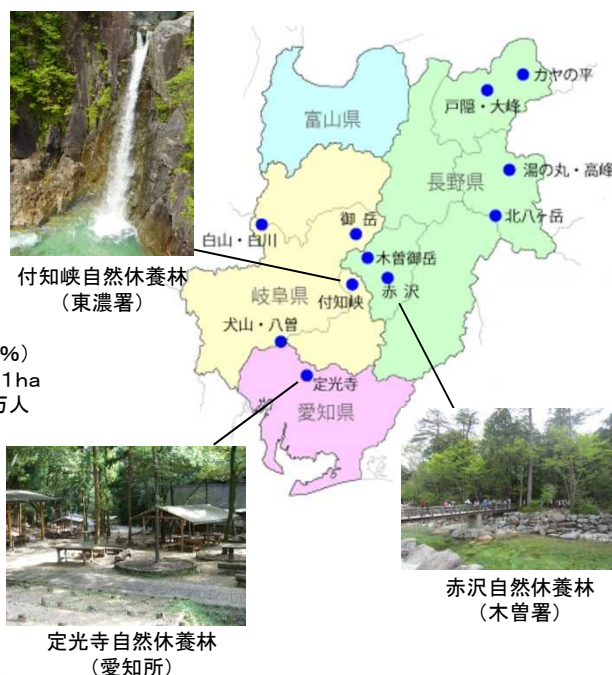 カヤの平
戸隠・大峰
富山県
湯の丸・高峰
長野県
御岳
北八ヶ岳
白山・白川
木曽御岳
付知峡自然休養林
（東濃署）
岐阜県
付知峡
赤沢
犬山・八曽
%）
1ha
万人
定光寺
愛知県
赤沢自然休養林
（木曽署）
定光寺自然休養林
（愛知所）